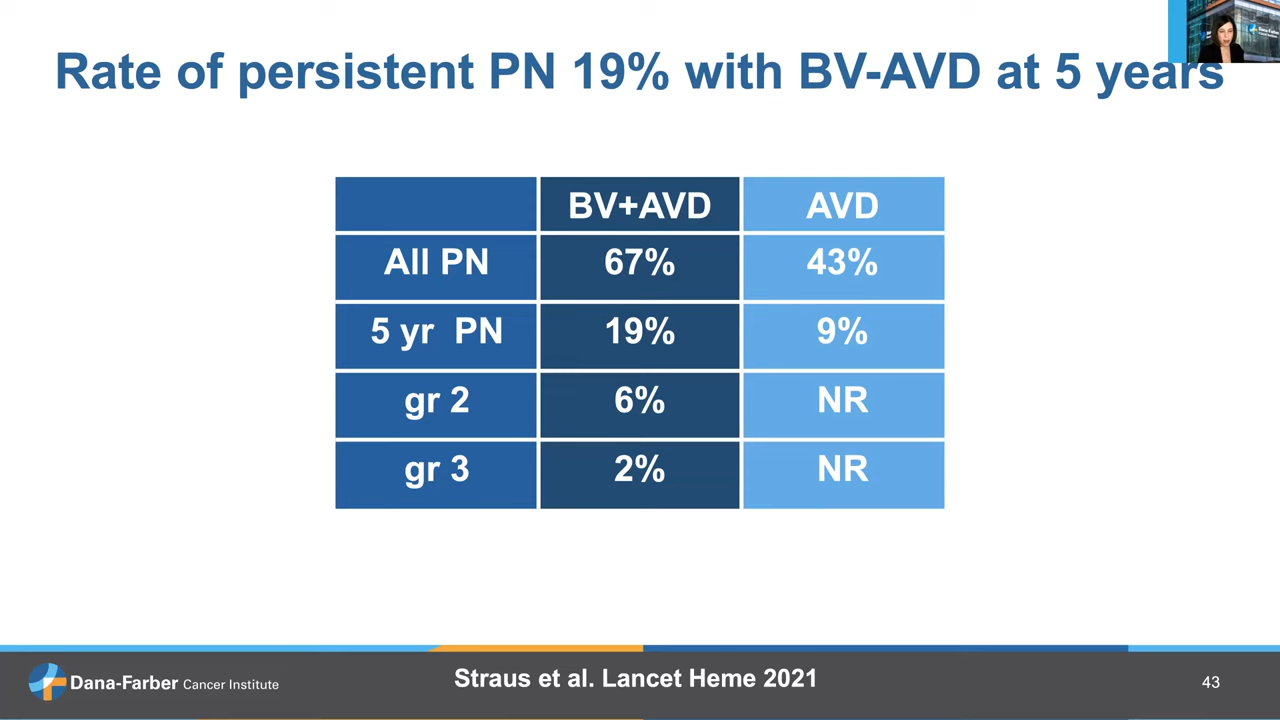 Rate of persistent PN 19% with BV-AVD at 5 years
BV+AVD AVD
All PN 67% 43%
5 yr PN 19% 9%
gr 2 6% NR
gr 3 2% NR
Dana-Farber Cancer Institute
Straus et al. Lancet Heme 2021
43